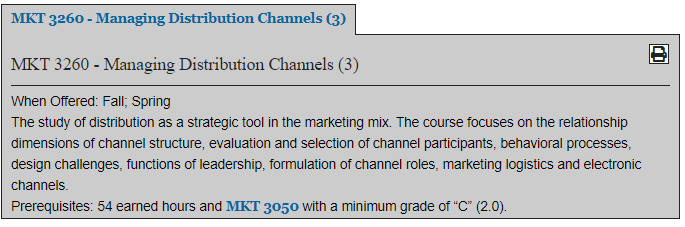 MKT 3260 - Managing Distribution Channels (3)
MKT 3260 - Managing Distribution Channels (3)
When Offered: Fall; Spring
The study of distribution as a strategic tool in the marketing mix. The course focuses on the relationship
dimensions of channel structure, evaluation and selection of channel participants, behavioral processes,
design challenges, functions of leadership, formulation of channel roles, marketing logistics and electronic
channels.
Prerequisites: 54 earned hours and MKT 3050 with a minimum grade of “C” (2.0).